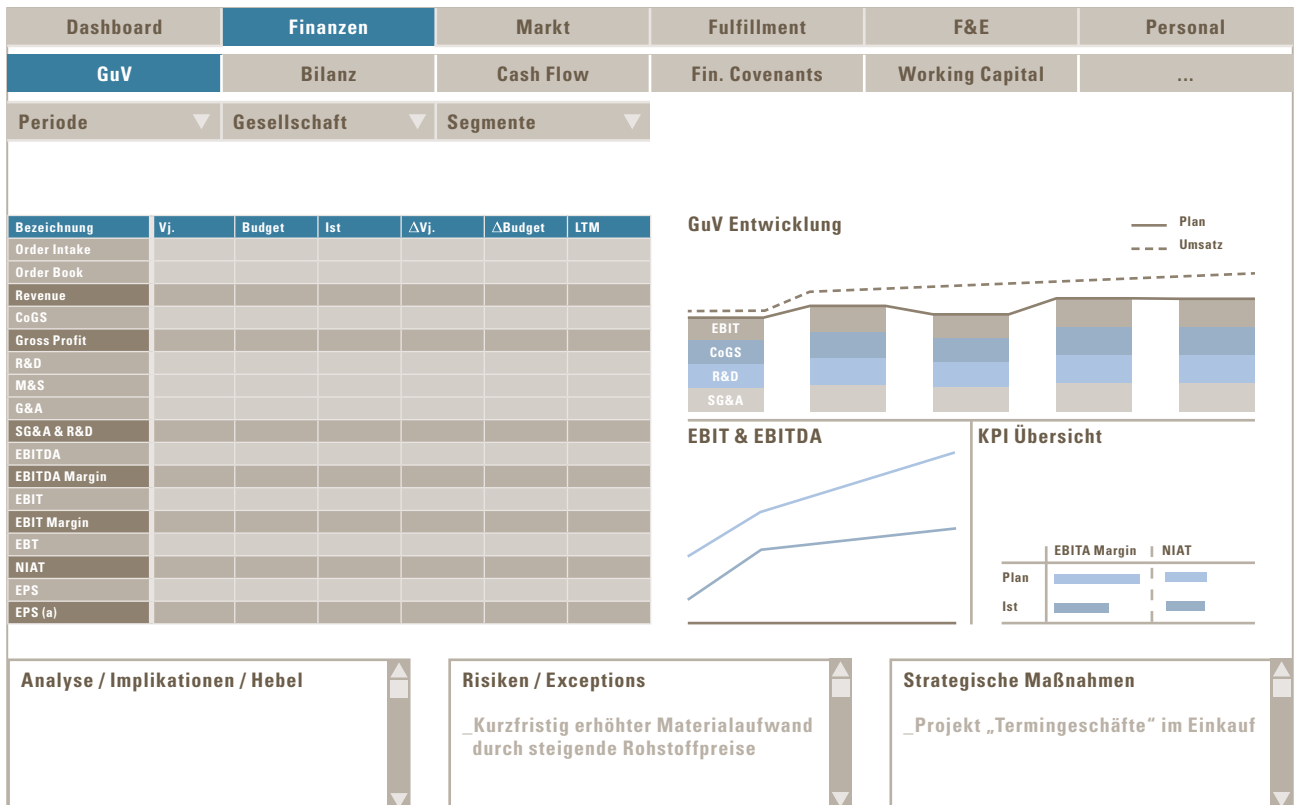 Dashboard Finanzen Markt Fulfillment F&E Personal
GuV Bilanz Cash Flow Fin. Covenants Working Capital ...
Periode Gesellschaft Segmente
Bezeichnung Vj. Budget Ist ΔVj. ΔBudget LTM
Order Intake
Order Book
Revenue
CoGS
Gross Profit
R&D
M&S
G&A
SG&A & R&D
EBITDA
EBITDA Margin
EBIT
EBIT Margin
EBT
NIAT
EPS
EPS (a)
GuV Entwicklung
Plan
Umsatz
EBIT
CoGS
R&D
SG&A
EBIT & EBITDA
KPI Übersicht
EBITA Margin NIAT
Plan
Ist
Analyse / Implikationen / Hebel
Risiken / Exceptions
_Kurzfristig erhöhter Materialaufwand
durch steigende Rohstoffpreise
Strategische Maßnahmen
_Projekt „Termingeschäfte“ im Einkauf